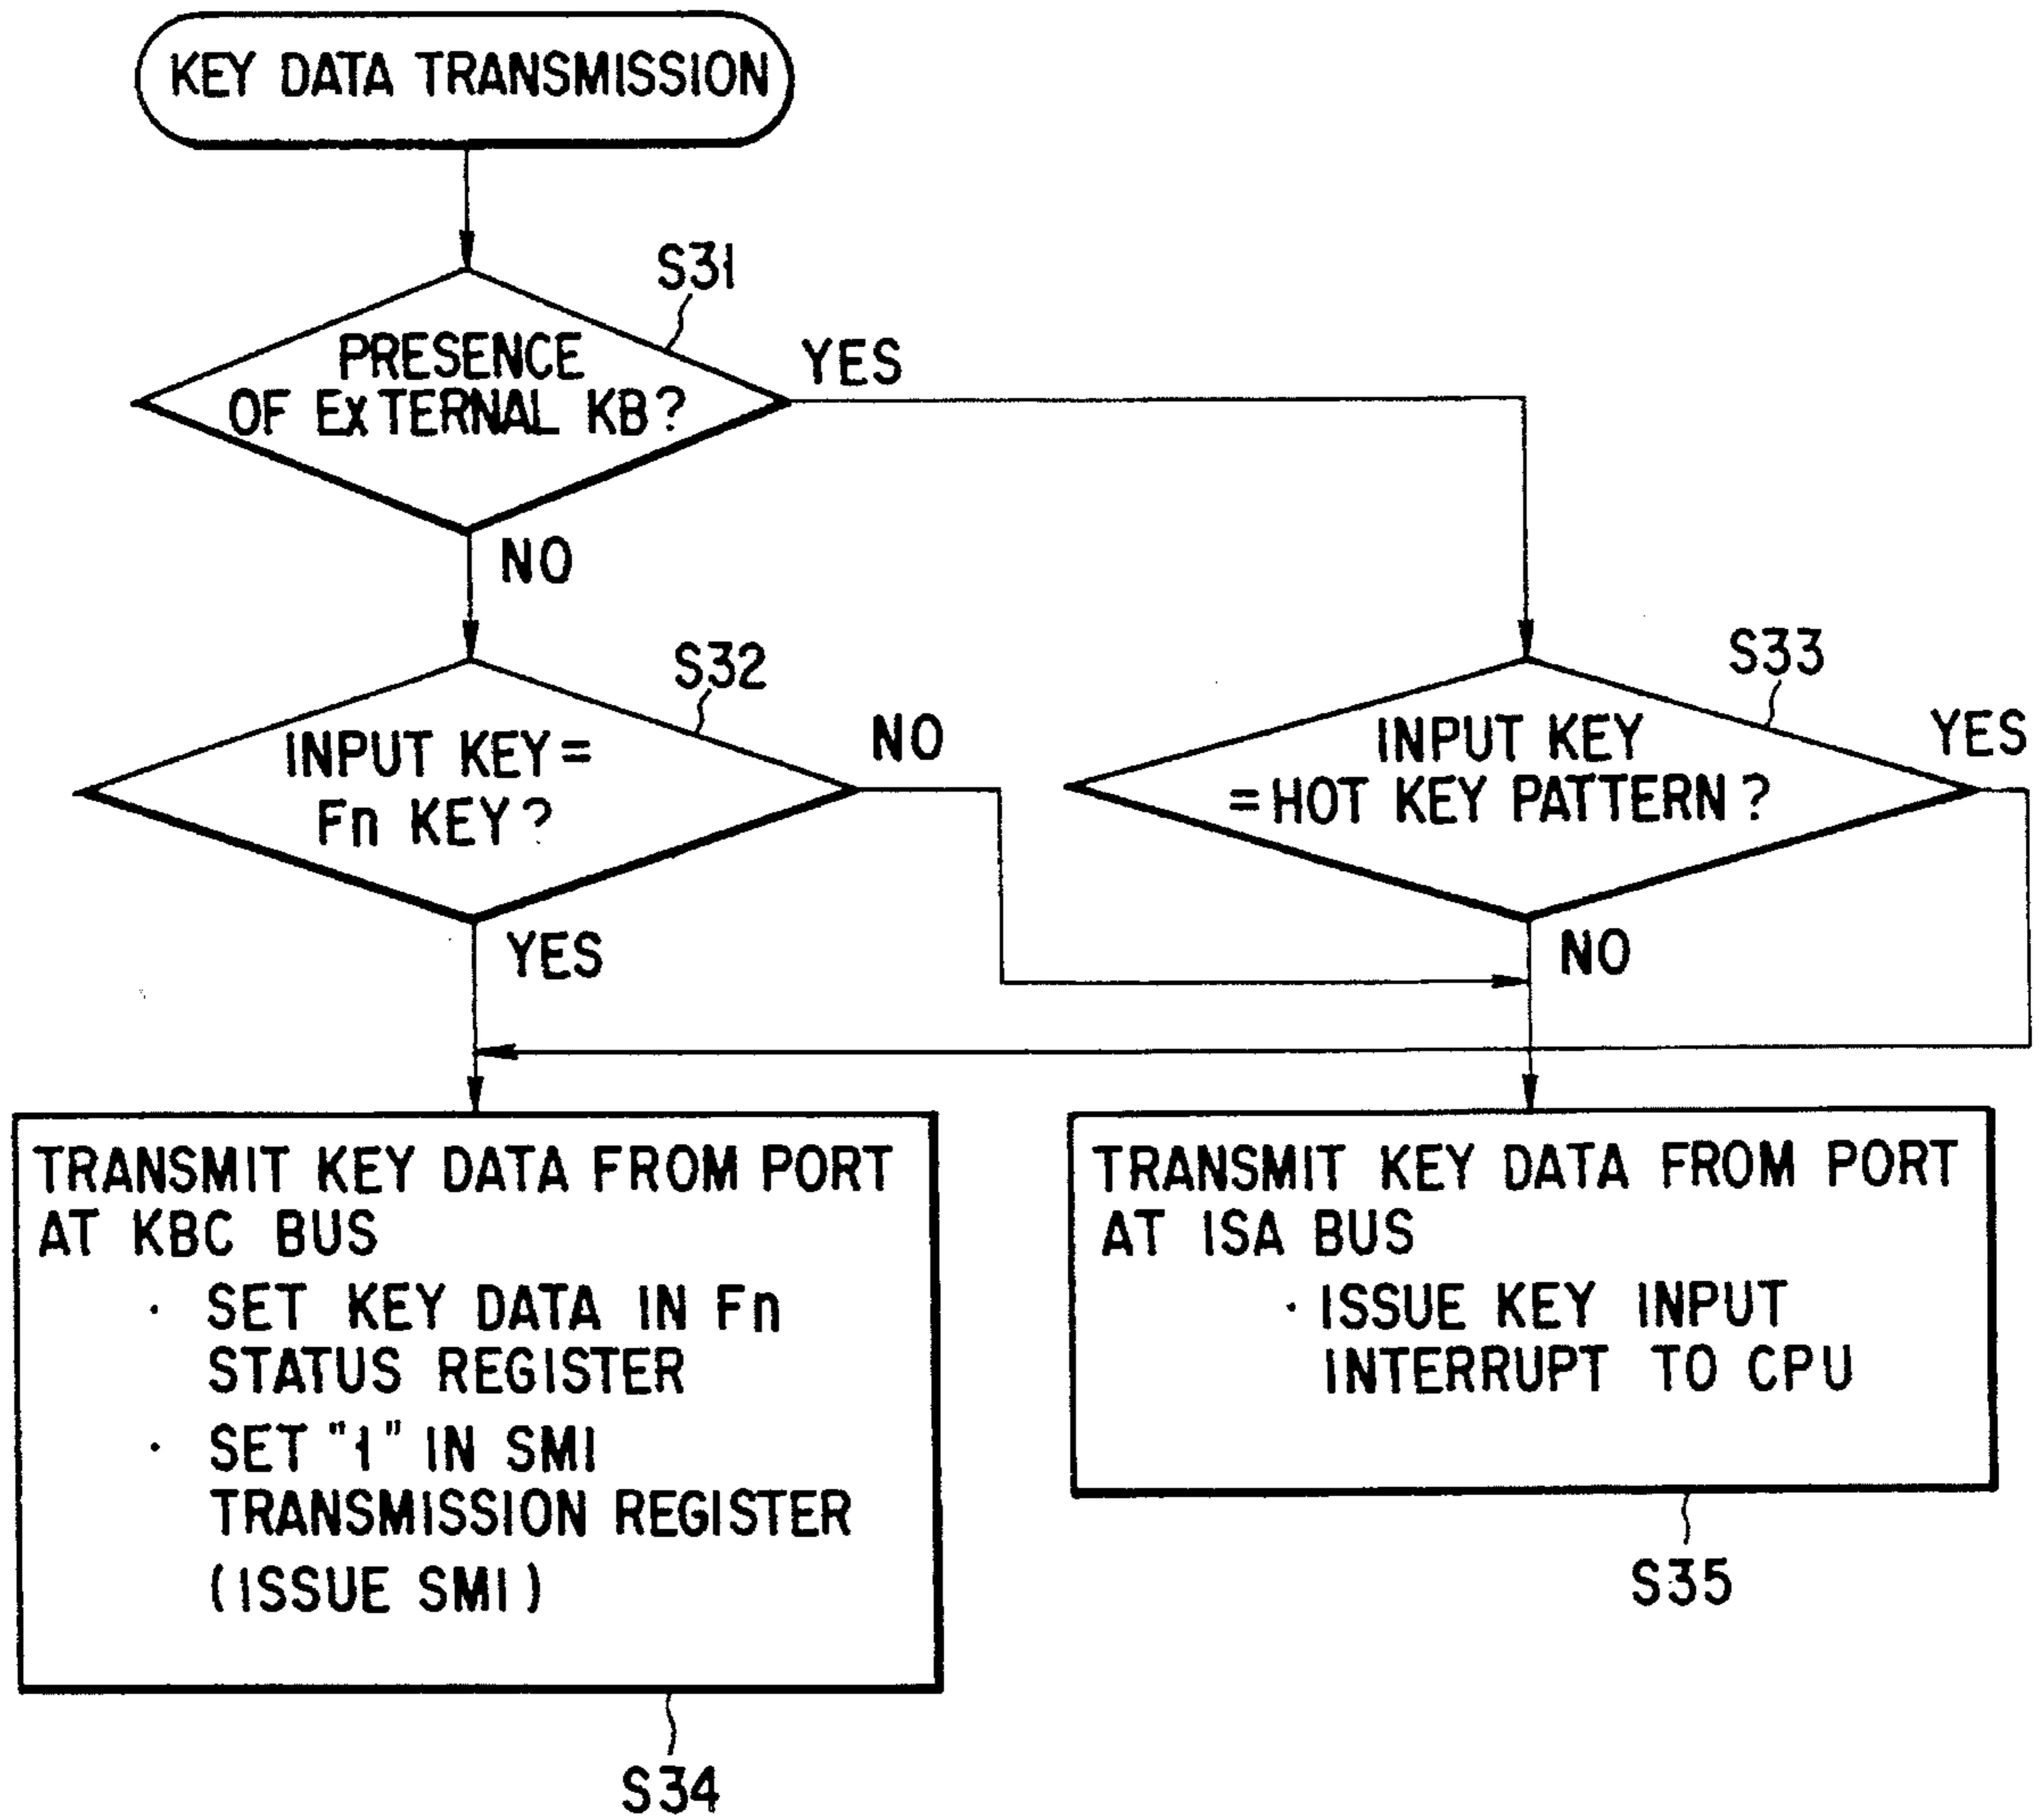 KEY DATA TRANSMISSION
S31
PRESENCE
OF EXTERNAL KB?
YES
NO
S32
INPUT KEY=
Fn KEY?
NO
YES
S33
INPUT KEY
=HOT KEY PATTERN?
YES
NO
TRANSMIT KEY DATA FROM PORT
AT KBC BUS
· SET KEY DATA IN Fn
STATUS REGISTER
· SET "1" IN SMI
TRANSMISSION REGISTER
(ISSUE SMI)
S34
TRANSMIT KEY DATA FROM PORT
AT ISA BUS
· ISSUE KEY INPUT
INTERRUPT TO CPU
S35